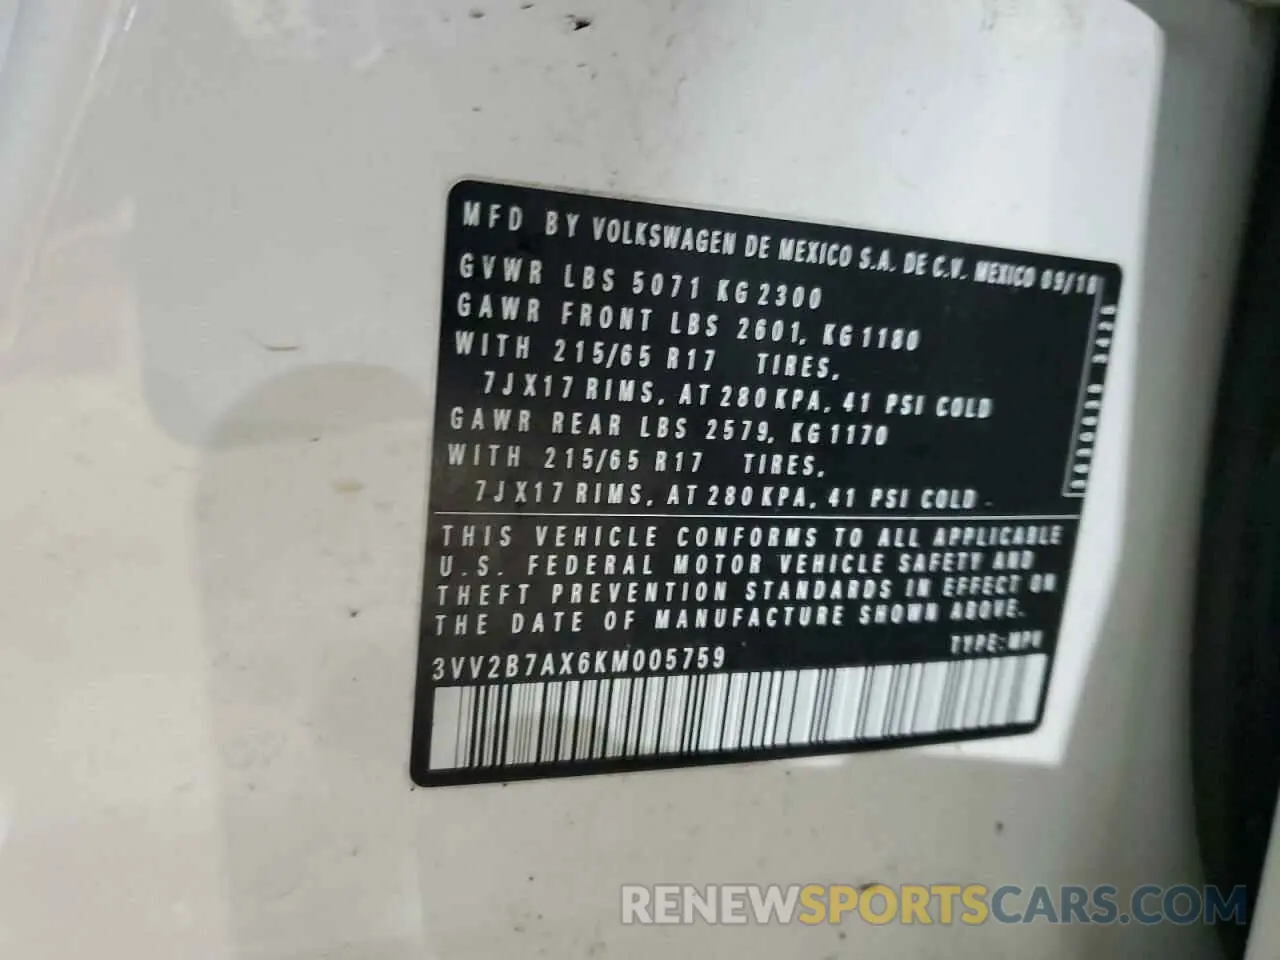 MFD BY VOLKSWAGEN DE MEXICO S.A. DE C.V. MEXICO 09/18
GVWR LBS 5071 KG 2300
GAWR FRONT LBS 2601, KG 1180
WITH 215/65 R17 TIRES,
7J X17 RIMS, AT 280 KPA, 41 PSI COLD
GAWR REAR LBS 2579, KG 1170
WITH 215/65 R17 TIRES,
7J X17 RIMS, AT 280 KPA, 41 PSI COLD
THIS VEHICLE CONFORMS TO ALL APPLICABLE
U.S. FEDERAL MOTOR VEHICLE SAFETY AND
THEFT PREVENTION STANDARDS IN EFFECT ON
THE DATE OF MANUFACTURE SHOWN ABOVE.
TYPE: MPV
3VV2B7AX6KM005759
RENEWSPORTSCARS.COM